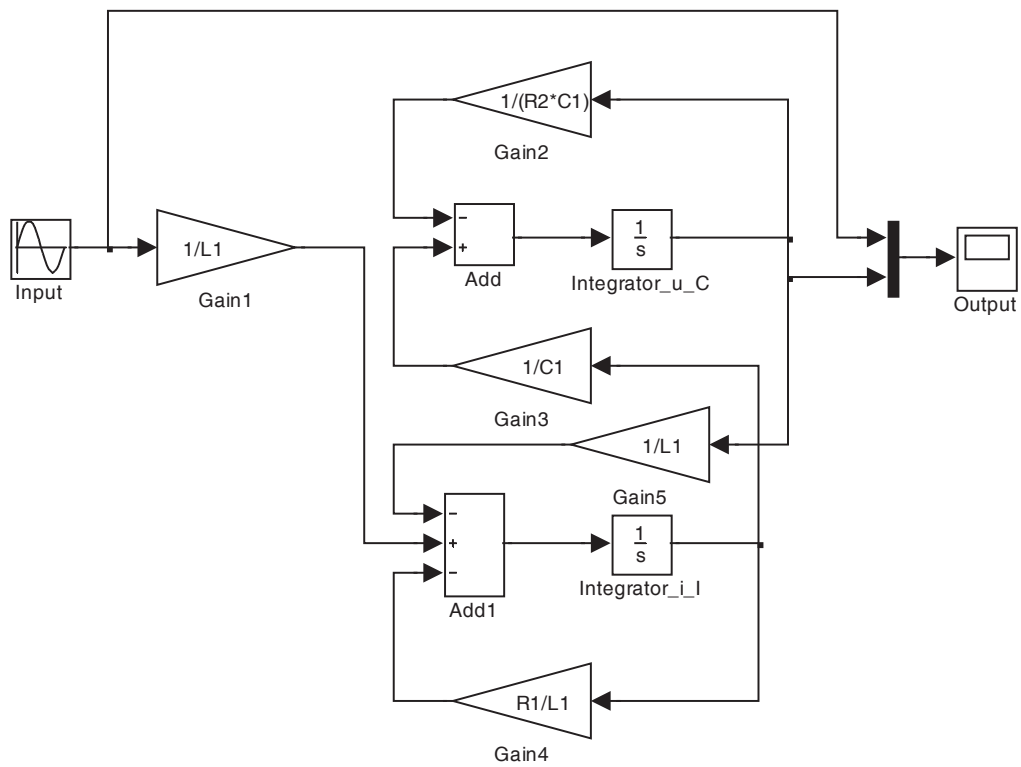 1/(R2*C1)
Gain2
Input
1/L1
Gain1
−
+
Add
1
s
Integrator_u_C
Output
1/C1
Gain3
1/L1
Gain5
−
+
−
Add1
1
s
Integrator_i_l
R1/L1
Gain4